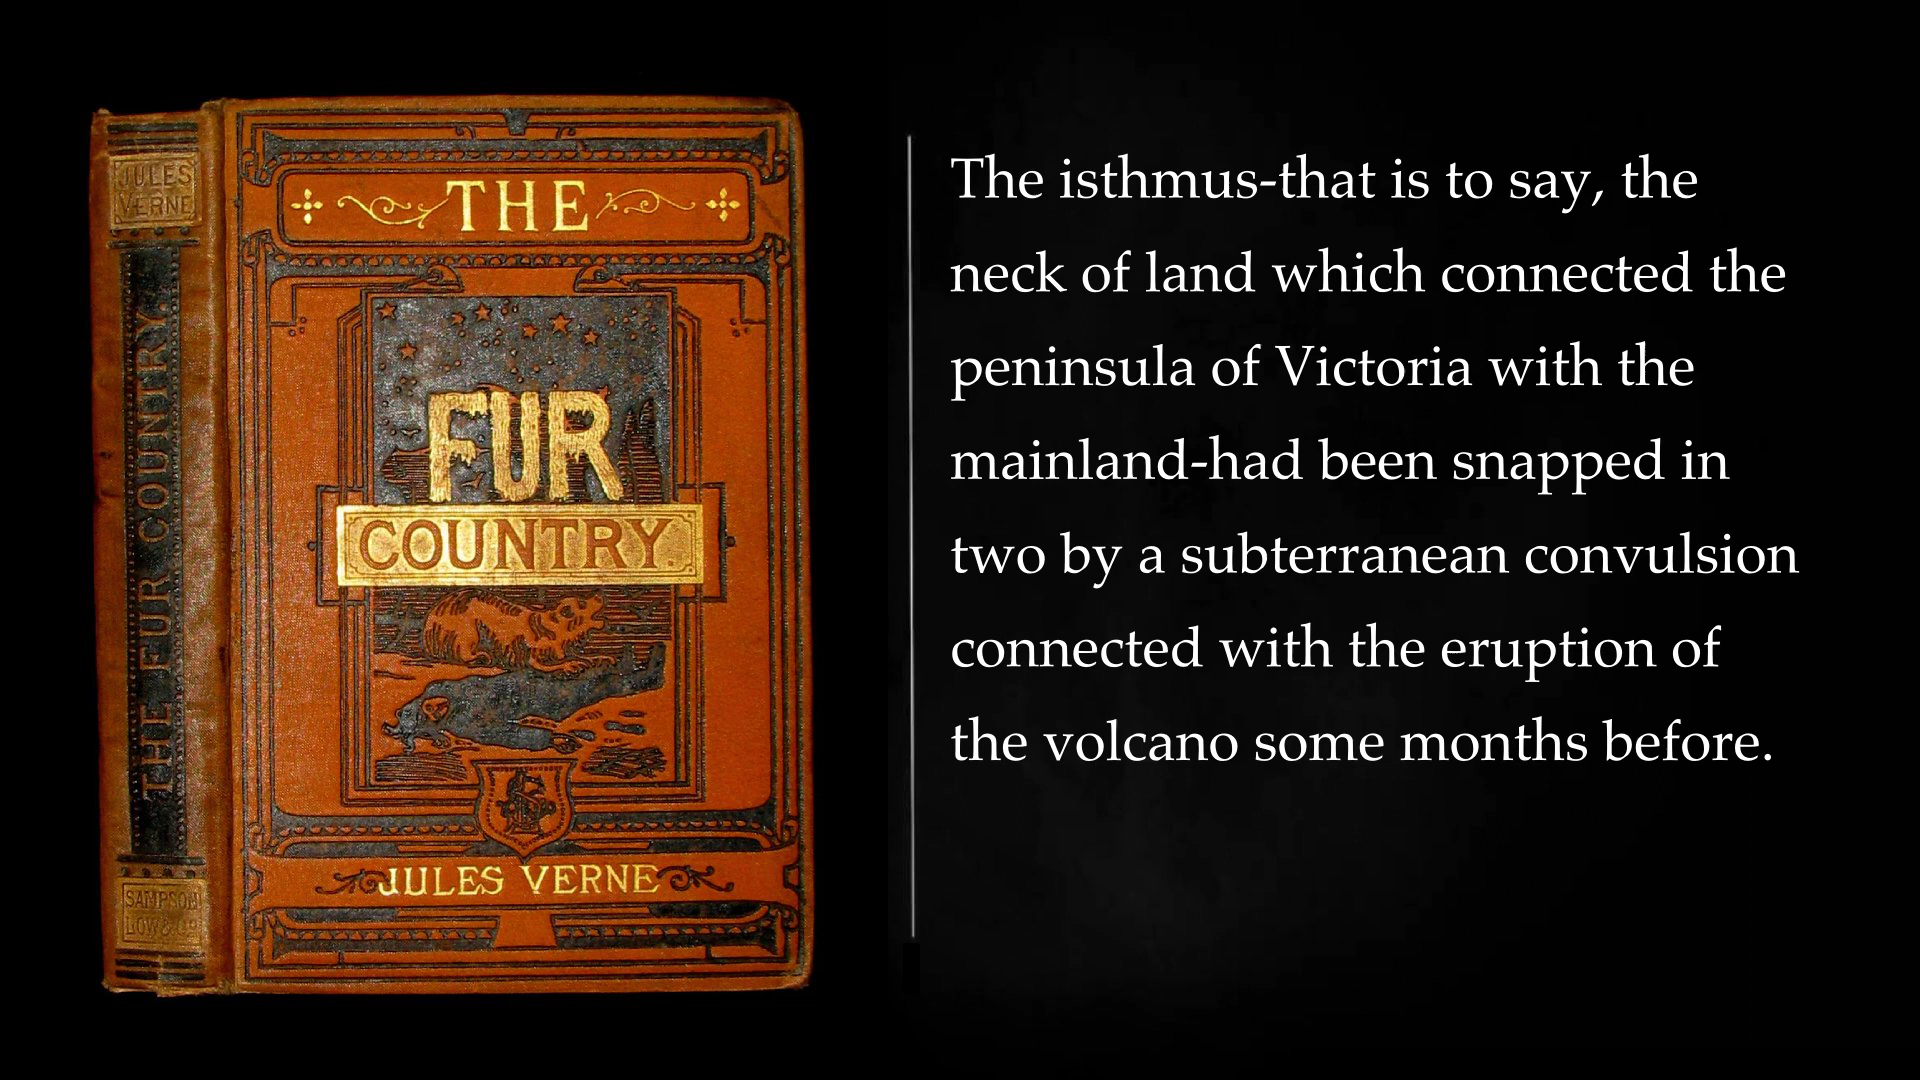 JULES
VERNE
THE FUR COUNTRY.
SAMPSON
LOW & Co
THE
FUR
COUNTRY.
JULES VERNE
The isthmus-that is to say, the
neck of land which connected the
peninsula of Victoria with the
mainland-had been snapped in
two by a subterranean convulsion
connected with the eruption of
the volcano some months before.